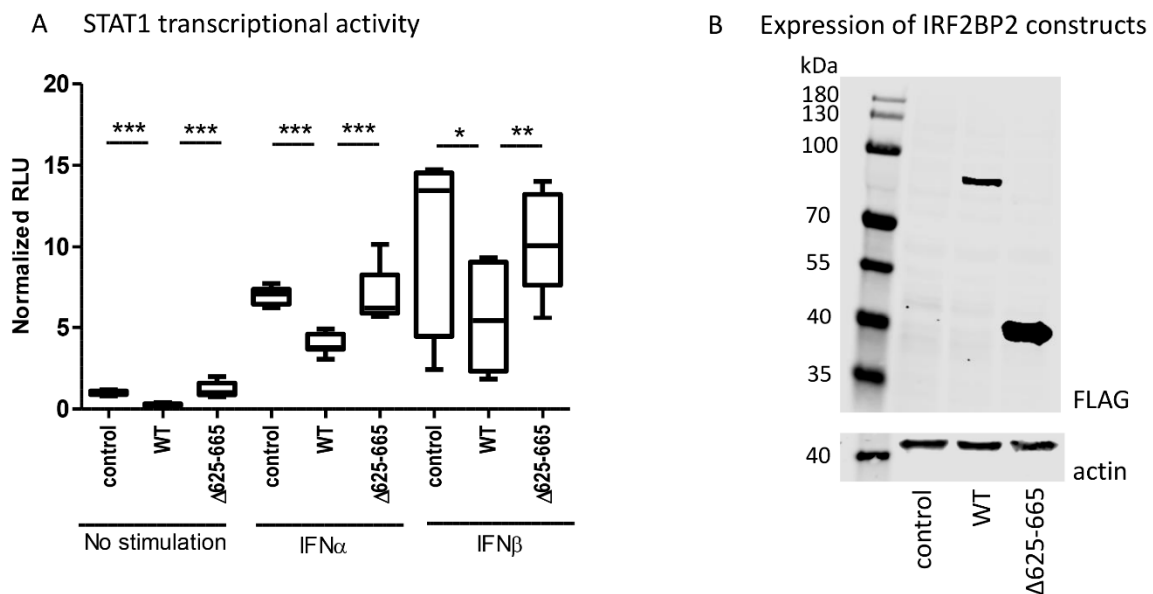 A STAT1 transcriptional activity
Normalized RLU
20
15
10
5
0
*** *** *** *** * **
control
WT
Δ625-665
control
WT
Δ625-665
control
WT
Δ625-665
No stimulation
IFNα
IFNβ
B Expression of IRF2BP2 constructs
kDa
180
130
100
70
55
40
35
FLAG
40
actin
control
WT
Δ625-665